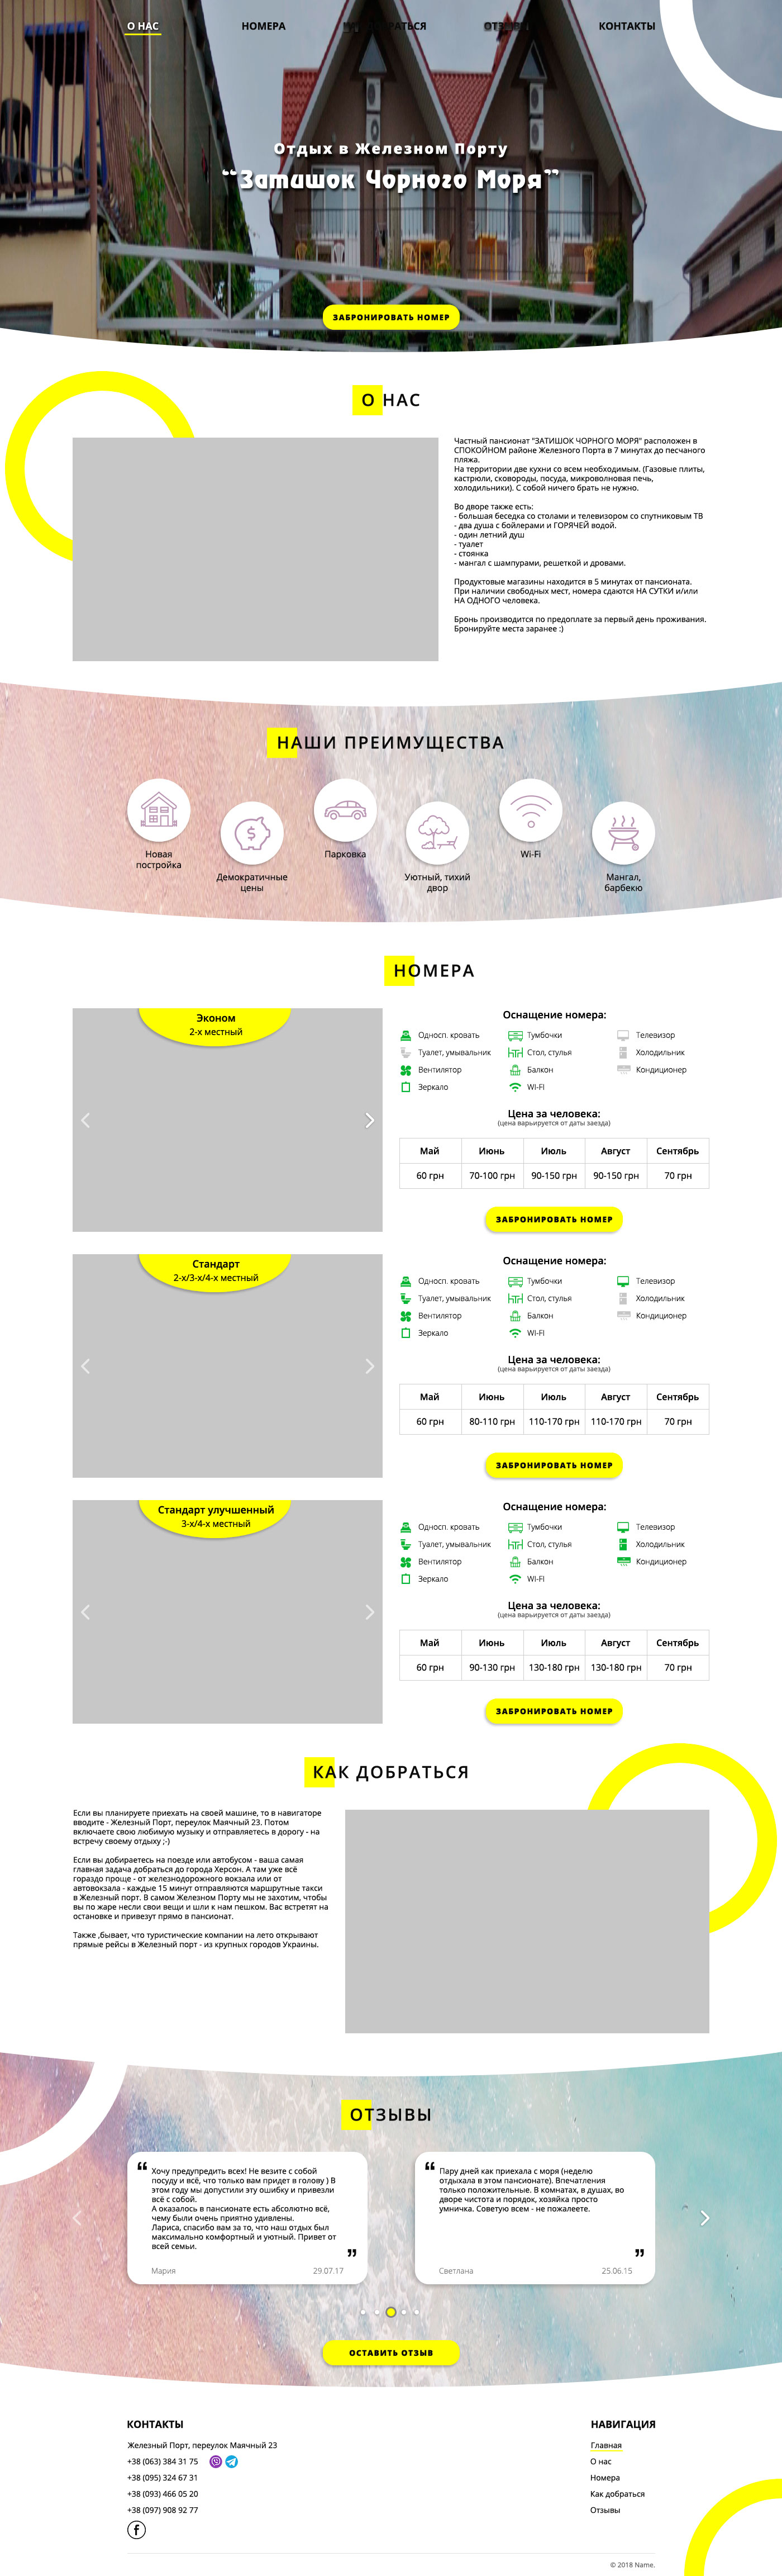 О НАС
НОМЕРА
КОНТАКТЫ
Отдых в Железном Порту
“Затишок Чорного Моря”
ЗАБРОНИРОВАТЬ НОМЕР
О НАС
Частный пансионат "ЗАТИШОК ЧОРНОГО МОРЯ" расположен в
СПОКОЙНОМ районе Железного Порта в 7 минутах до песчаного
пляжа.
На территории две кухни со всем необходимым. (Газовые плиты,
кастрюли, сковороды, посуда, микроволновая печь,
холодильники). С собой ничего брать не нужно.
Во дворе также есть:
- большая беседка со столами и телевизором со спутниковым ТВ
- два душа с бойлерами и ГОРЯЧЕЙ водой.
- один летний душ
- туалет
- стоянка
- мангал с шампурами, решеткой и дровами.
Продуктовые магазины находится в 5 минутах от пансионата.
При наличии свободных мест, номера сдаются НА СУТКИ и/или
НА ОДНОГО человека.
Бронь производится по предоплате за первый день проживания.
Бронируйте места заранее :)
НАШИ ПРЕИМУЩЕСТВА
Новая
постройка
Демократичные
цены
Парковка
Уютный, тихий
двор
Wi-Fi
Мангал,
барбекю
НОМЕРА
Эконом
2-х местный
Оснащение номера:
Односп. кровать
Тумбочки
Телевизор
Туалет, умывальник
Стол, стулья
Холодильник
Вентилятор
Балкон
Кондиционер
Зеркало
WI-FI
Цена за человека:
(цена варьируется от даты заезда)
Май Июнь Июль Август Сентябрь
60 грн 70-100 грн 90-150 грн 90-150 грн 70 грн
ЗАБРОНИРОВАТЬ НОМЕР
Стандарт
2-х/3-х/4-х местный
Оснащение номера:
Односп. кровать
Тумбочки
Телевизор
Туалет, умывальник
Стол, стулья
Холодильник
Вентилятор
Балкон
Кондиционер
Зеркало
WI-FI
Цена за человека:
(цена варьируется от даты заезда)
Май Июнь Июль Август Сентябрь
60 грн 80-110 грн 110-170 грн 110-170 грн 70 грн
ЗАБРОНИРОВАТЬ НОМЕР
Стандарт улучшенный
3-х/4-х местный
Оснащение номера:
Односп. кровать
Тумбочки
Телевизор
Туалет, умывальник
Стол, стулья
Холодильник
Вентилятор
Балкон
Кондиционер
Зеркало
WI-FI
Цена за человека:
(цена варьируется от даты заезда)
Май Июнь Июль Август Сентябрь
60 грн 90-130 грн 130-180 грн 130-180 грн 70 грн
ЗАБРОНИРОВАТЬ НОМЕР
КАК ДОБРАТЬСЯ
Если вы планируете приехать на своей машине, то в навигаторе
вводите - Железный Порт, переулок Маячный 23. Потом
включаете свою любимую музыку и отправляетесь в дорогу - на
встречу своему отдыху ;-)
Если вы добираетесь на поезде или автобусом - ваша самая
главная задача добраться до города Херсон. А там уже всё
гораздо проще - от железнодорожного вокзала или от
автовокзала - каждые 15 минут отправляются маршрутные такси
в Железный порт. В самом Железном Порту мы не захотим, чтобы
вы по жаре несли свои вещи и шли к нам пешком. Вас встретят на
остановке и привезут прямо в пансионат.
Также ,бывает, что туристические компании на лето открывают
прямые рейсы в Железный порт - из крупных городов Украины.
ОТЗЫВЫ
“
Хочу предупредить всех! Не везите с собой
посуду и всё, что только вам придет в голову ) В
этом году мы допустили эту ошибку и привезли
всё с собой.
А оказалось в пансионате есть абсолютно всё,
чему были очень приятно удивлены.
Лариса, спасибо вам за то, что наш отдых был
максимально комфортный и уютный. Привет от
всей семьи.
”
Мария 29.07.17
“
Пару дней как приехала с моря (неделю
отдыхала в этом пансионате). Впечатления
только положительные. В комнатах, в душах, во
дворе чистота и порядок, хозяйка просто
умничка. Советую всем - не пожалеете.
”
Светлана 25.06.15
ОСТАВИТЬ ОТЗЫВ
КОНТАКТЫ
Железный Порт, переулок Маячный 23
+38 (063) 384 31 75
+38 (095) 324 67 31
+38 (093) 466 05 20
+38 (097) 908 92 77
НАВИГАЦИЯ
Главная
О нас
Номера
Как добраться
Отзывы
© 2018 Name.